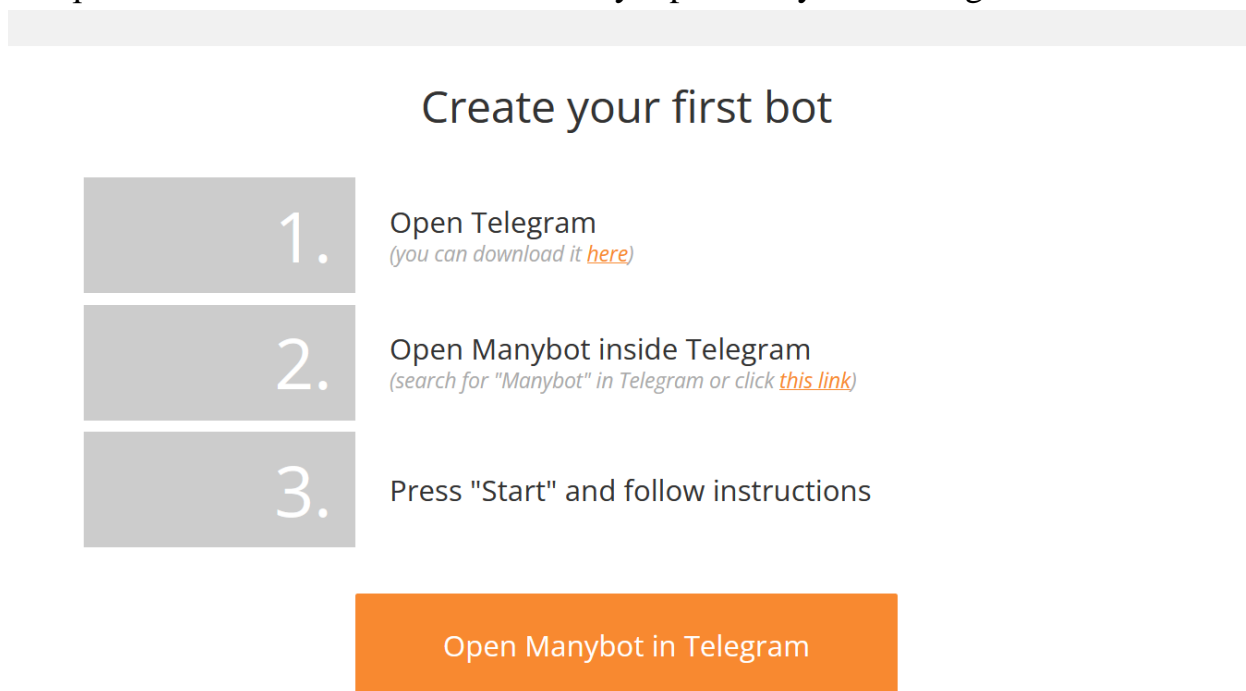 Create your first bot
1.
Open Telegram
(you can download it here)
2.
Open Manybot inside Telegram
(search for "Manybot" in Telegram or click this link)
3.
Press "Start" and follow instructions
Open Manybot in Telegram